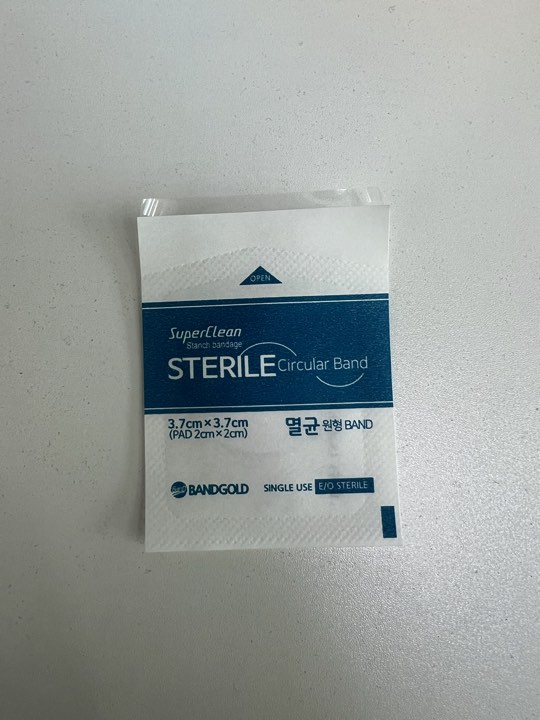 OPEN
SuperClean
Stanch bandage
STERILE Circular Band
3.7cm×3.7cm
(PAD 2cm×2cm)
멸균 원형 BAND
BANDGOLD
SINGLE USE E/O STERILE